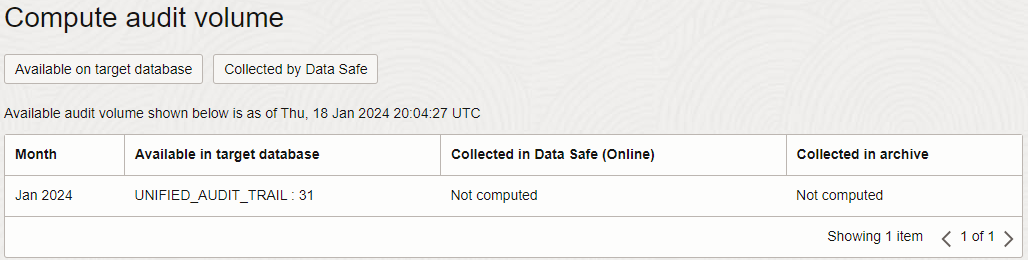 Compute audit volume
Available on target database Collected by Data Safe
Available audit volume shown below is as of Thu, 18 Jan 2024 20:04:27 UTC
Month Available in target database Collected in Data Safe (Online) Collected in archive
Jan 2024 UNIFIED_AUDIT_TRAIL : 31 Not computed Not computed
Showing 1 item 1 of 1